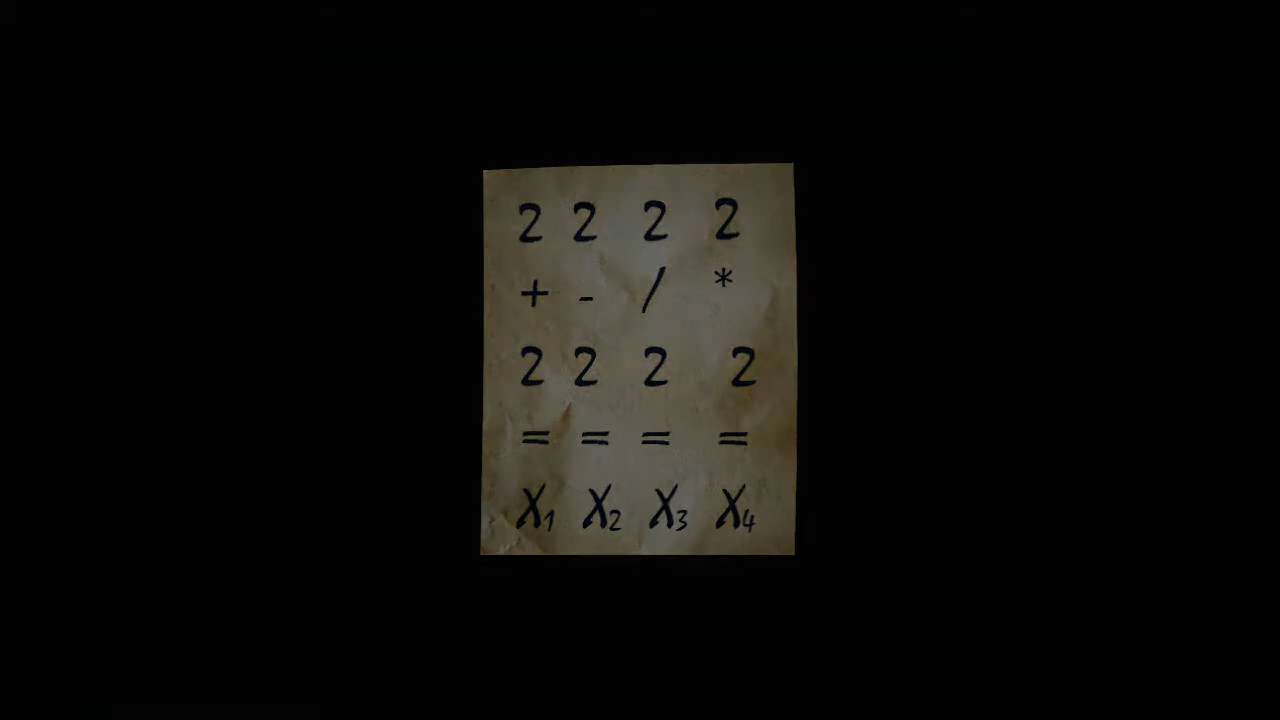 2 2 2 2
+ - / *
2 2 2 2
= = = =
X₁ X₂ X₃ X₄